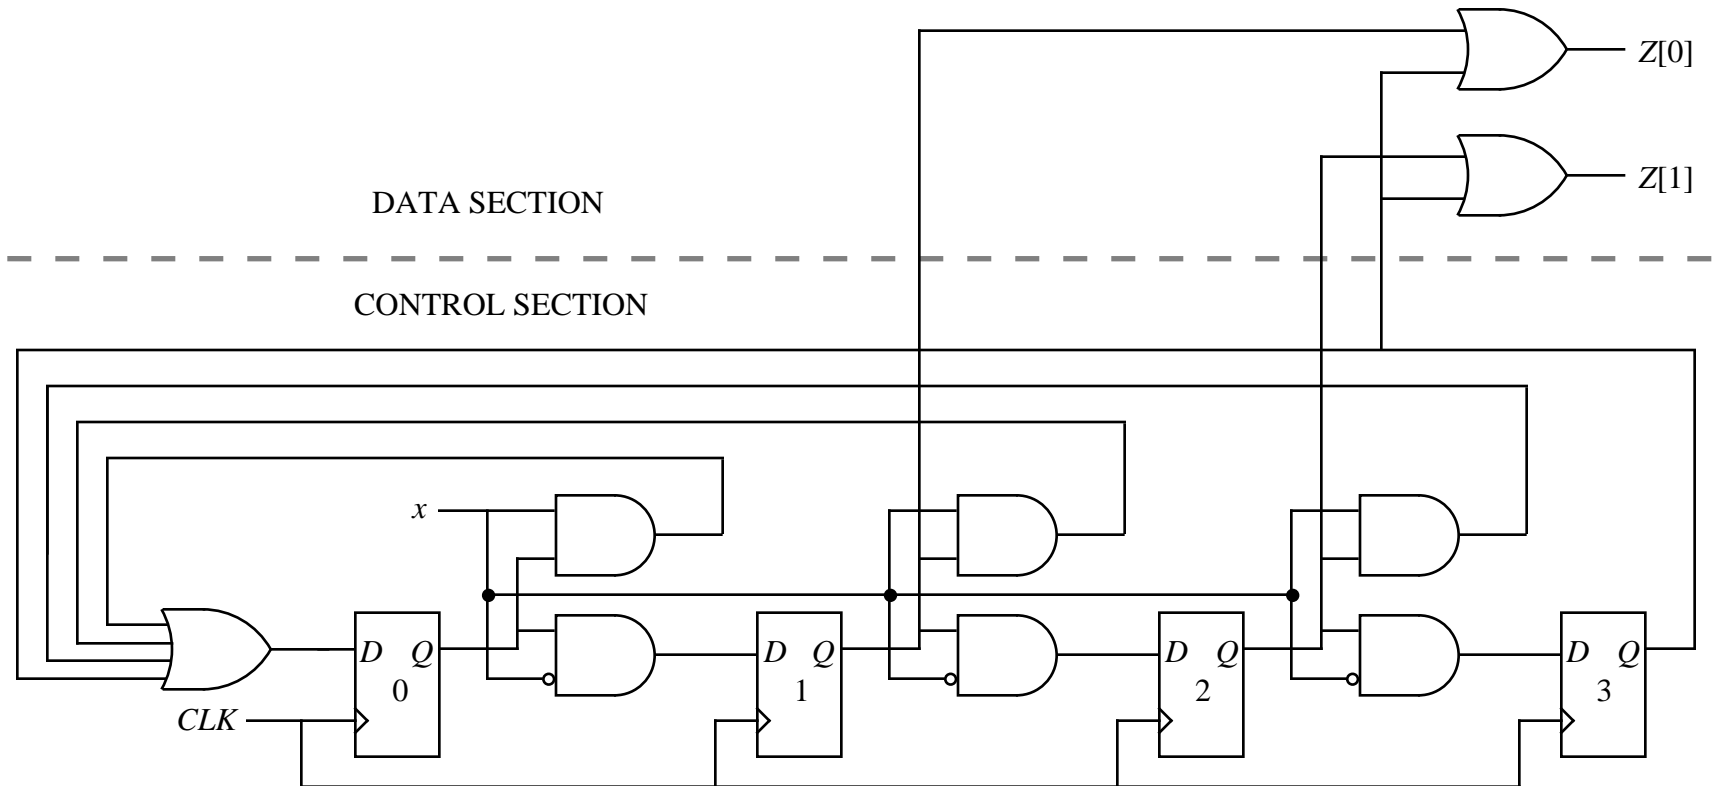 Z[0]
Z[1]
DATA SECTION
CONTROL SECTION
x
D Q
0
D Q
1
D Q
2
D Q
3
CLK